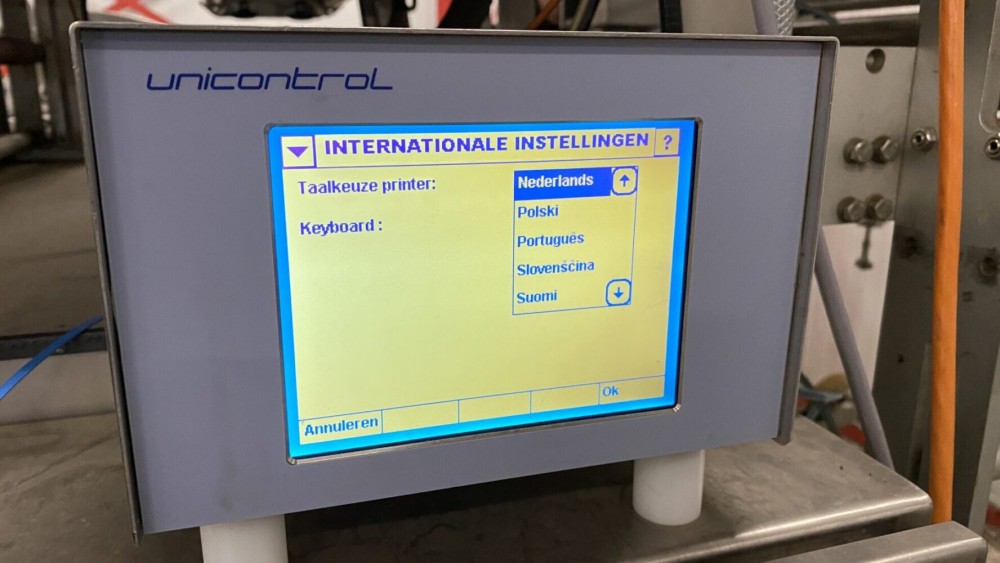 unicontrol
INTERNATIONALE INSTELLINGEN ?
Taalkeuze printer:
Nederlands
Polski
Keyboard :
Português
Slovenščina
Suomi
Annuleren
Ok